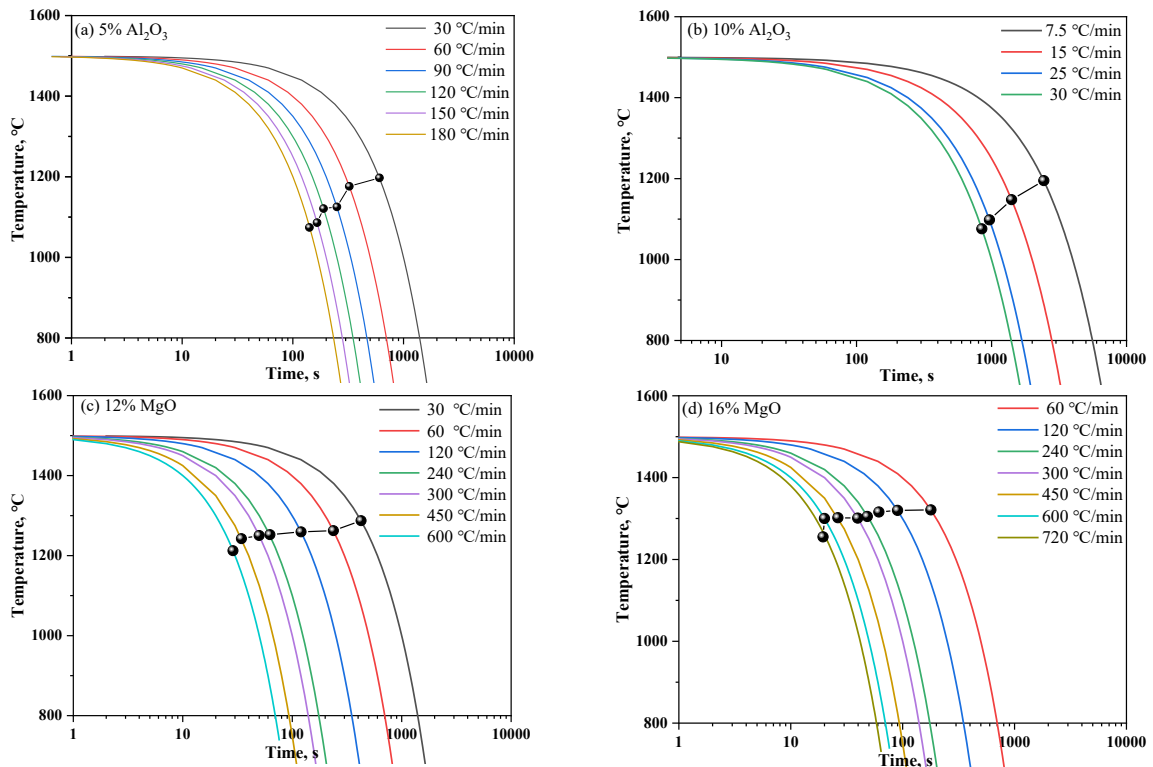 (a) 5% Al₂O₃
30 ℃/min
60 ℃/min
90 ℃/min
120 ℃/min
150 ℃/min
180 ℃/min
1600
1400
1200
1000
800
Temperature, ℃
1
10
100
1000
10000
Time, s
(b) 10% Al₂O₃
7.5 ℃/min
15 ℃/min
25 ℃/min
30 ℃/min
1600
1400
1200
1000
800
Temperature, ℃
10
100
1000
10000
Time, s
(c) 12% MgO
30 ℃/min
60 ℃/min
120 ℃/min
240 ℃/min
300 ℃/min
450 ℃/min
600 ℃/min
1600
1400
1200
1000
800
Temperature, ℃
1
10
100
1000
10000
Time, s
(d) 16% MgO
60 ℃/min
120 ℃/min
240 ℃/min
300 ℃/min
450 ℃/min
600 ℃/min
720 ℃/min
1600
1400
1200
1000
800
Temperature, ℃
1
10
100
1000
10000
Time, s